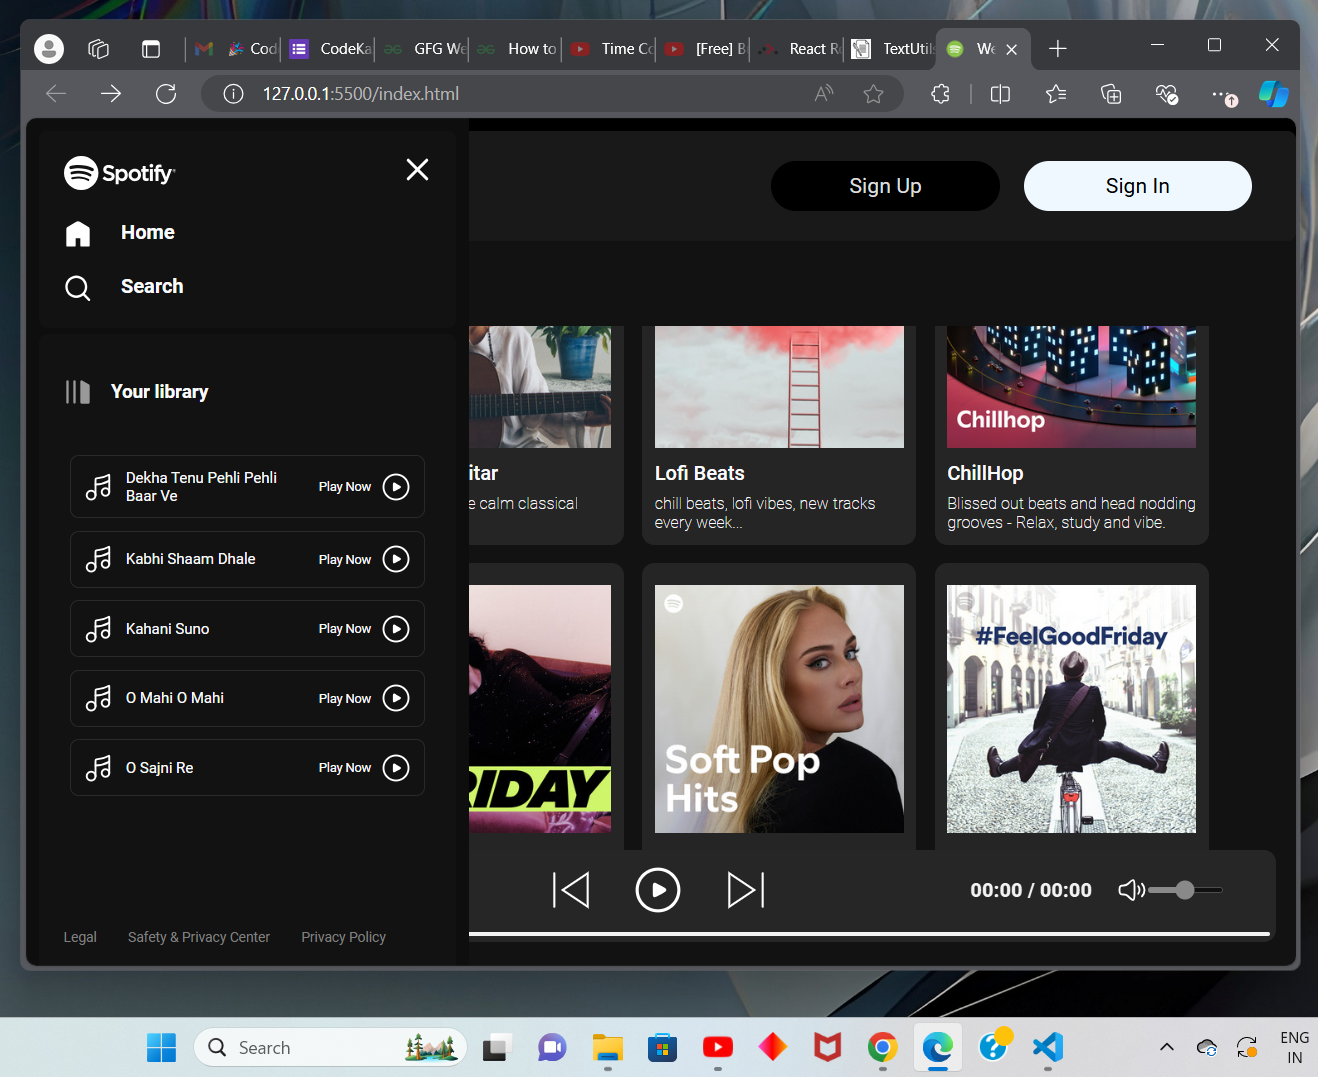 Cod
CodeKa
GFG We
How to
Time Co
[Free] B
React Ro
TextUtils
We
127.0.0.1:5500/index.html
Spotify
Home
Search
Your library
Dekha Tenu Pehli Pehli
Baar Ve
Play Now
Kabhi Shaam Dhale
Play Now
Kahani Suno
Play Now
O Mahi O Mahi
Play Now
O Sajni Re
Play Now
Legal
Safety & Privacy Center
Privacy Policy
Sign Up
Sign In
itar
e calm classical
Lofi Beats
chill beats, lofi vibes, new tracks
every week...
Chillhop
ChillHop
Blissed out beats and head nodding
grooves - Relax, study and vibe.
RIDAY
Soft Pop
Hits
#FeelGoodFriday
00:00 / 00:00
Search
ENG
IN